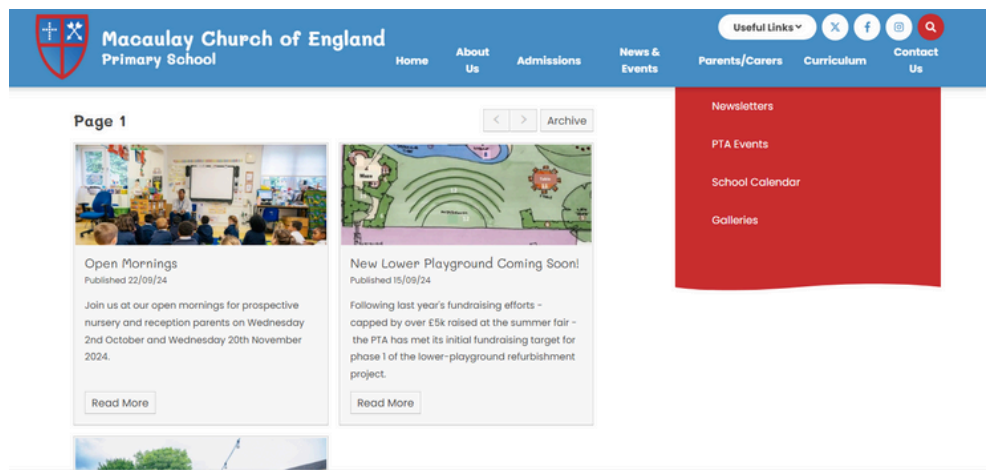 Macaulay Church of England
Primary School
Useful Links
Home
About
Us
Admissions
News &
Events
Parents/Carers
Curriculum
Contact
Us
Page 1
< > Archive
Newsletters
PTA Events
School Calendar
Galleries
Open Mornings
Published 22/09/24
Join us at our open mornings for prospective
nursery and reception parents on Wednesday
2nd October and Wednesday 20th November
2024.
Read More
New Lower Playground Coming Soon!
Published 15/09/24
Following last year's fundraising efforts -
capped by over £5k raised at the summer fair -
the PTA has met its initial fundraising target for
phase 1 of the lower-playground refurbishment
project.
Read More